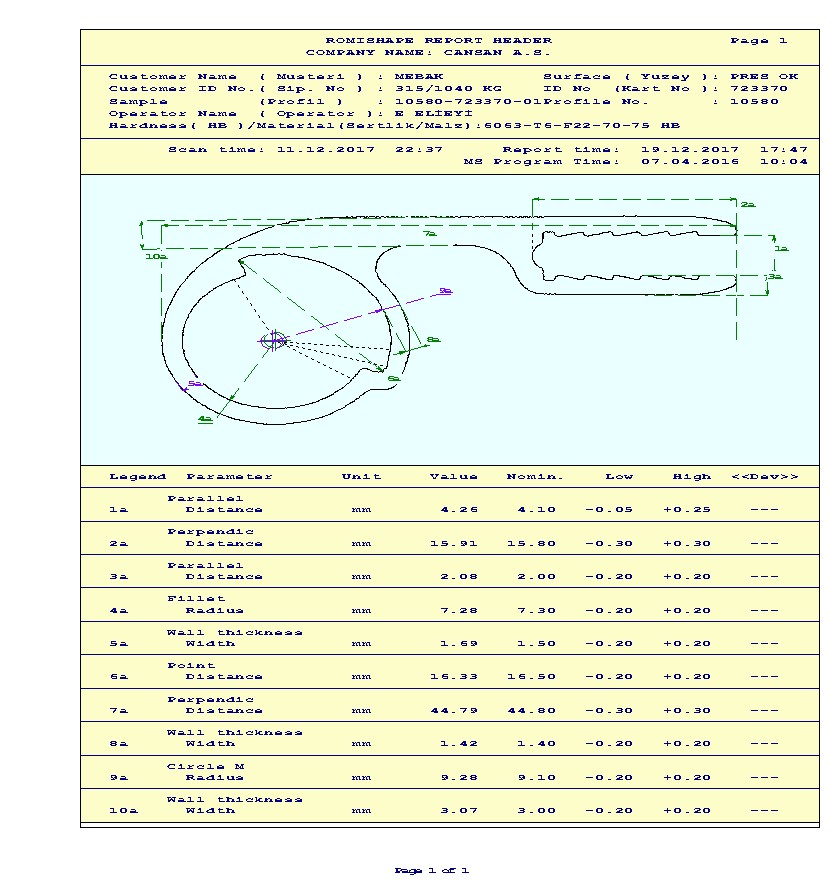 ROMISHAPE REPORT HEADER Page 1
COMPANY NAME: CANSAN A.S.
Customer Name ( Musteri ) : MEBAK Surface ( Yuzey ): PRES OK
Customer ID No.( Sip. No ) : 315/1040 KG ID No (Kart No ): 723370
Sample (Profil ) : 10580-723370-01Profile No. : 10580
Operator Name ( Operator ): E ELİEYİ
Hardness( HB )/Material(Sertlik/Malz):6063-T6-F22-70-75 HB
Scan time: 11.12.2017 22:37 Report time: 19.12.2017 17:47
MS Program Time: 07.04.2016 10:04
2a
7a
1a
10a
3a
9a
8a
6a
5a
4a
Legend Parameter Unit Value Nomin. Low High <<Dev>>
Parallel
1a Distance mm 4.26 4.10 -0.05 +0.25 ---
Perpendic
2a Distance mm 15.91 15.80 -0.30 +0.30 ---
Parallel
3a Distance mm 2.08 2.00 -0.20 +0.20 ---
Fillet
4a Radius mm 7.28 7.30 -0.20 +0.20 ---
Wall thickness
5a Width mm 1.69 1.50 -0.20 +0.20 ---
Point
6a Distance mm 16.33 16.50 -0.20 +0.20 ---
Perpendic
7a Distance mm 44.79 44.80 -0.30 +0.30 ---
Wall thickness
8a Width mm 1.42 1.40 -0.20 +0.20 ---
Circle M
9a Radius mm 9.28 9.10 -0.20 +0.20 ---
Wall thickness
10a Width mm 3.07 3.00 -0.20 +0.20 ---
Page 1 of 1